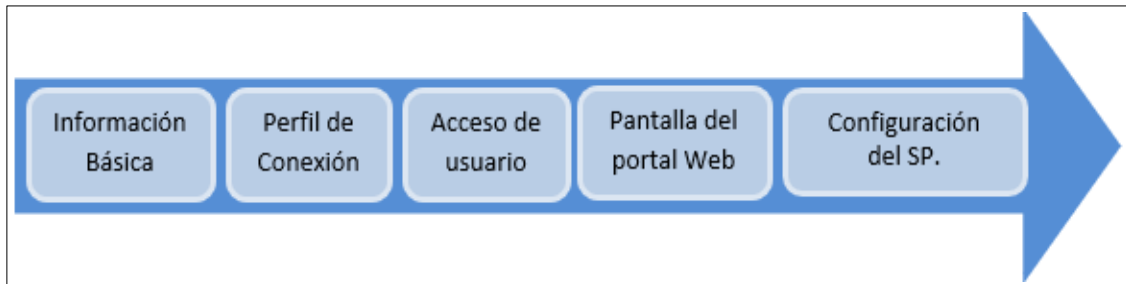 Información
Básica
Perfil de
Conexión
Acceso de
usuario
Pantalla del
portal Web
Configuración
del SP.